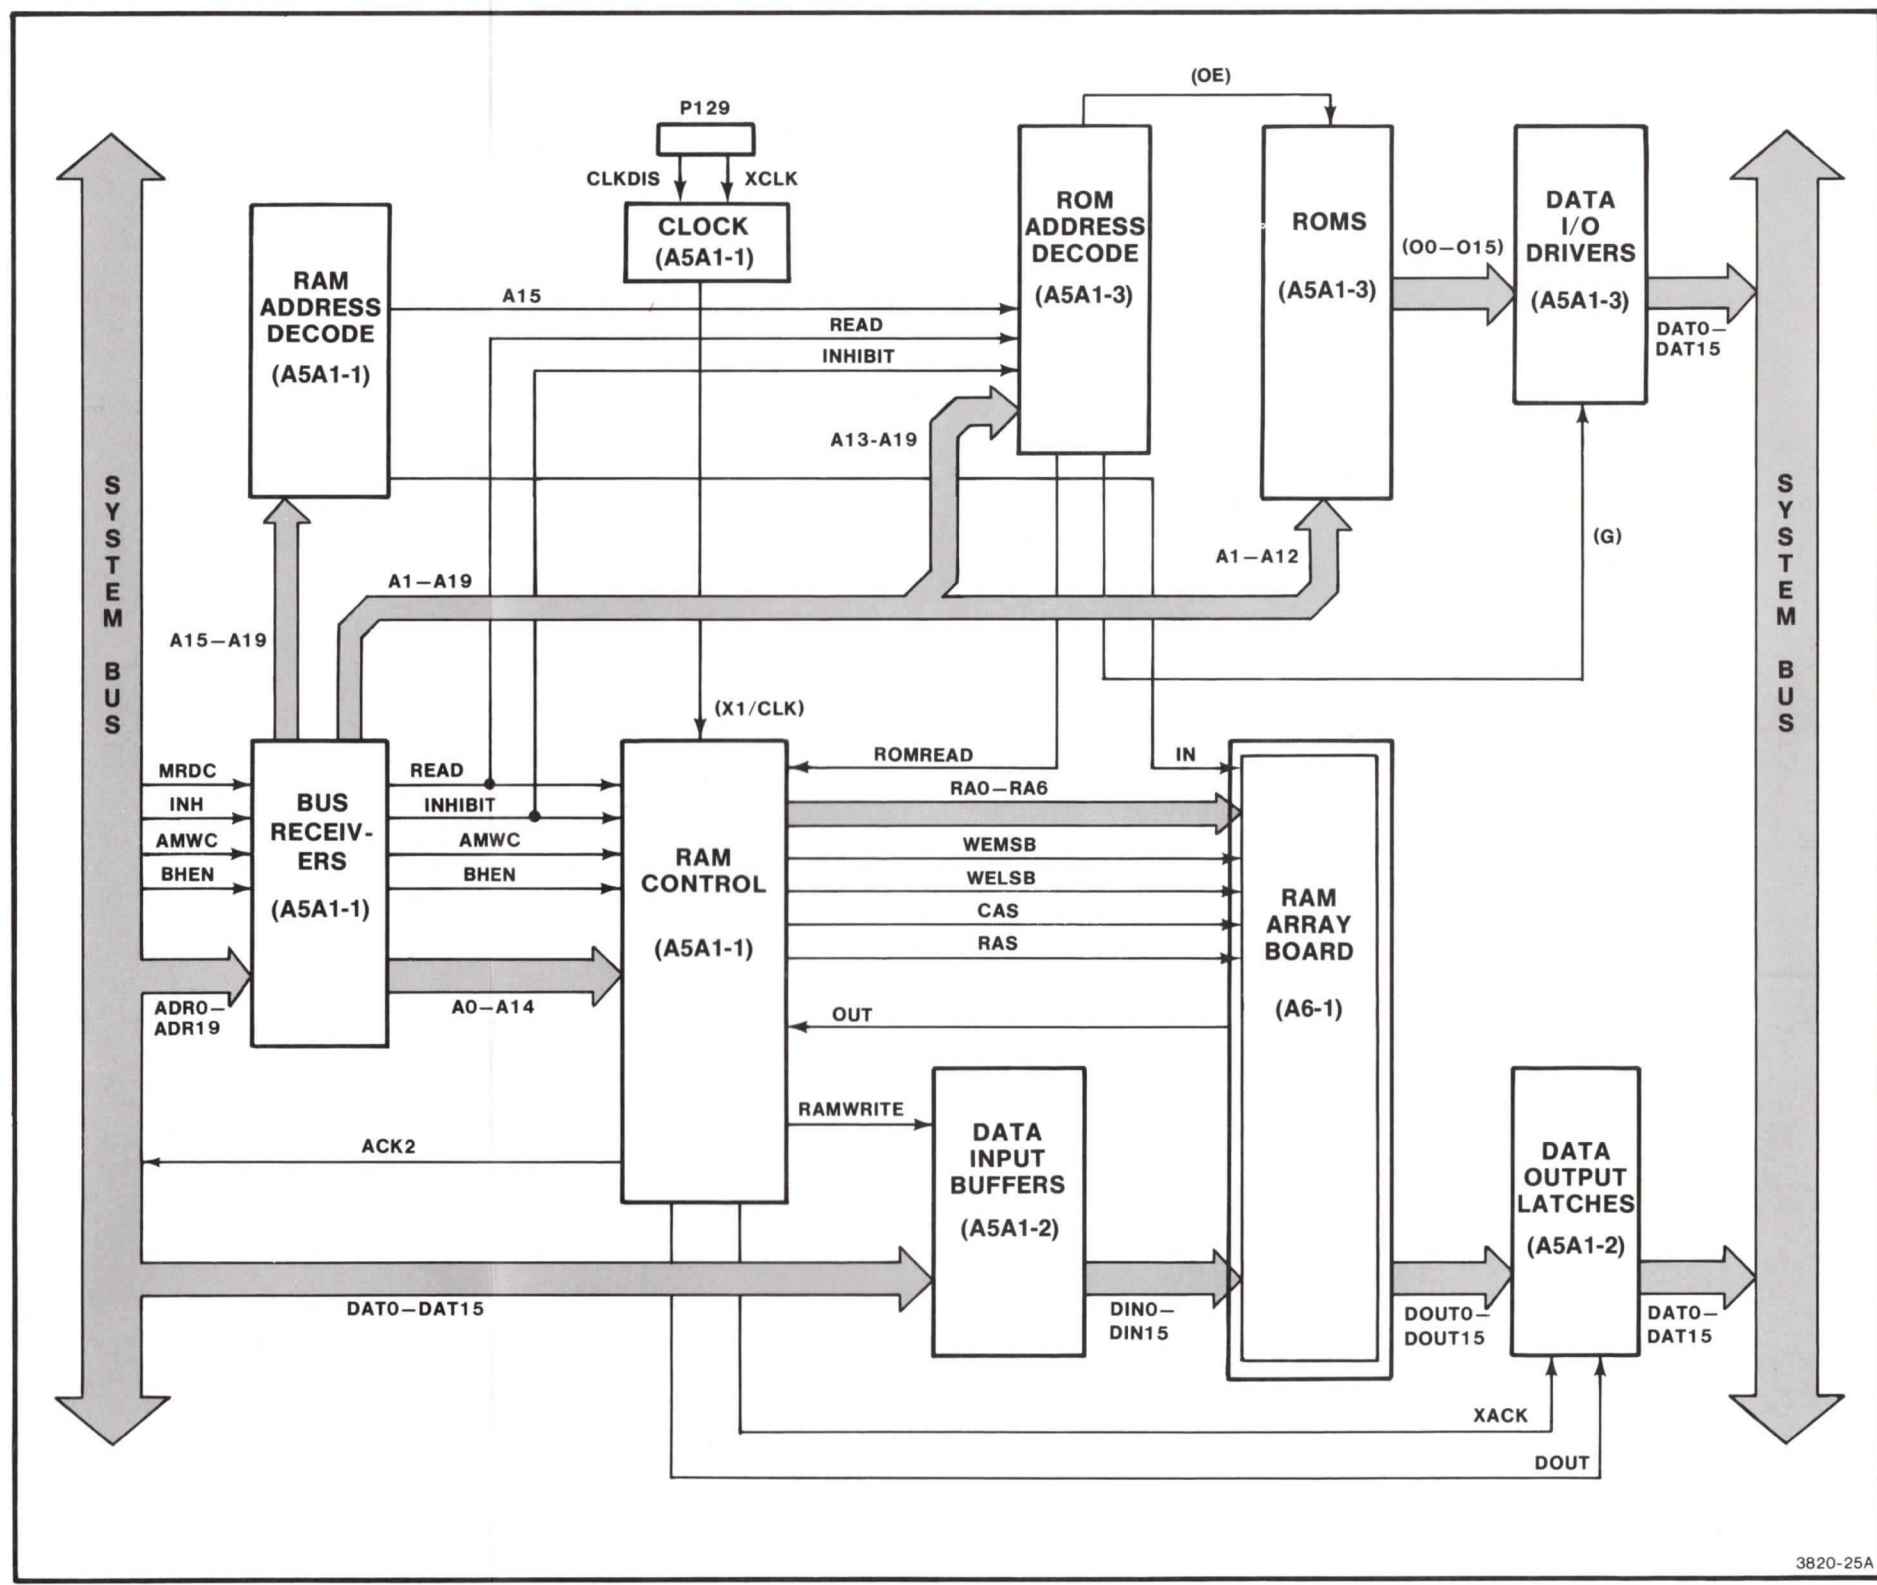 (OE)
P129
CLKDIS
XCLK
CLOCK
(A5A1-1)
ROM
ADDRESS
DECODE
(A5A1-3)
ROMS
(A5A1-3)
(O0—O15)
DATA
I/O
DRIVERS
(A5A1-3)
DAT0—
DAT15
RAM
ADDRESS
DECODE
(A5A1-1)
A15
READ
INHIBIT
A13-A19
SYSTEM BUS
SYSTEM BUS
(G)
A1—A12
A1—A19
A15—A19
(X1/CLK)
MRDC
INH
AMWC
BHEN
ADR0—
ADR19
BUS
RECEIV-
ERS
(A5A1-1)
READ
INHIBIT
AMWC
BHEN
A0—A14
RAM
CONTROL
(A5A1-1)
ROMREAD
IN
RA0—RA6
WEMSB
WELSB
CAS
RAS
OUT
RAM
ARRAY
BOARD
(A6-1)
RAMWRITE
ACK2
DATA
INPUT
BUFFERS
(A5A1-2)
DATA
OUTPUT
LATCHES
(A5A1-2)
DAT0—DAT15
DIN0—
DIN15
DOUT0—
DOUT15
DAT0—
DAT15
XACK
DOUT
3820-25A